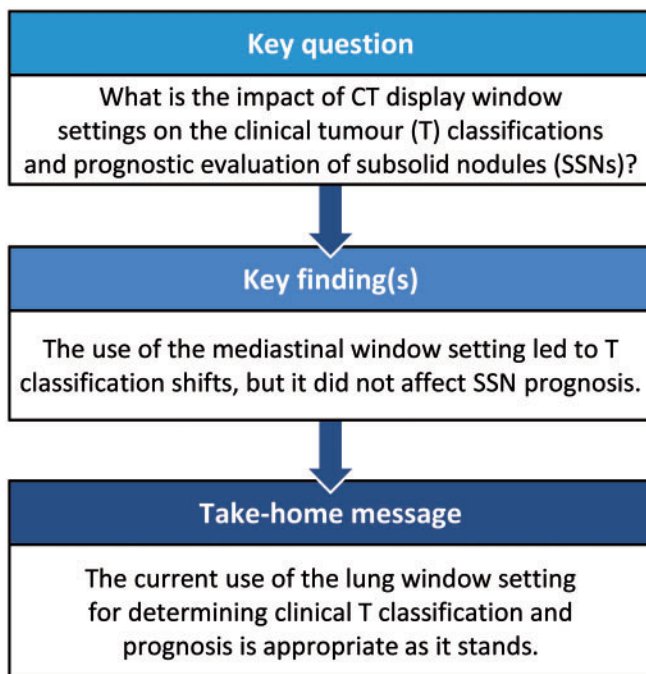 Key question
What is the impact of CT display window
settings on the clinical tumour (T) classifications
and prognostic evaluation of subsolid nodules (SSNs)?
Key finding(s)
The use of the mediastinal window setting led to T
classification shifts, but it did not affect SSN prognosis.
Take-home message
The current use of the lung window setting
for determining clinical T classification and
prognosis is appropriate as it stands.